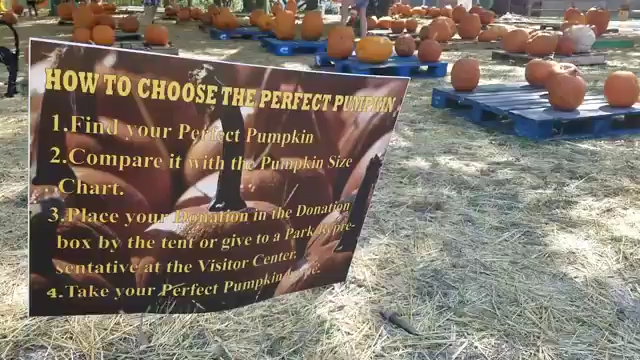 HOW TO CHOOSE THE PERFECT PUMPKIN
1.Find your Perfect Pumpkin
2.Compare it with the Pumpkin Size
Chart.
3.Place your Donation in the Donation
box by the tent or give to a Park Repre-
sentative at the Visitor Center.
4.Take your Perfect Pumpkin home.